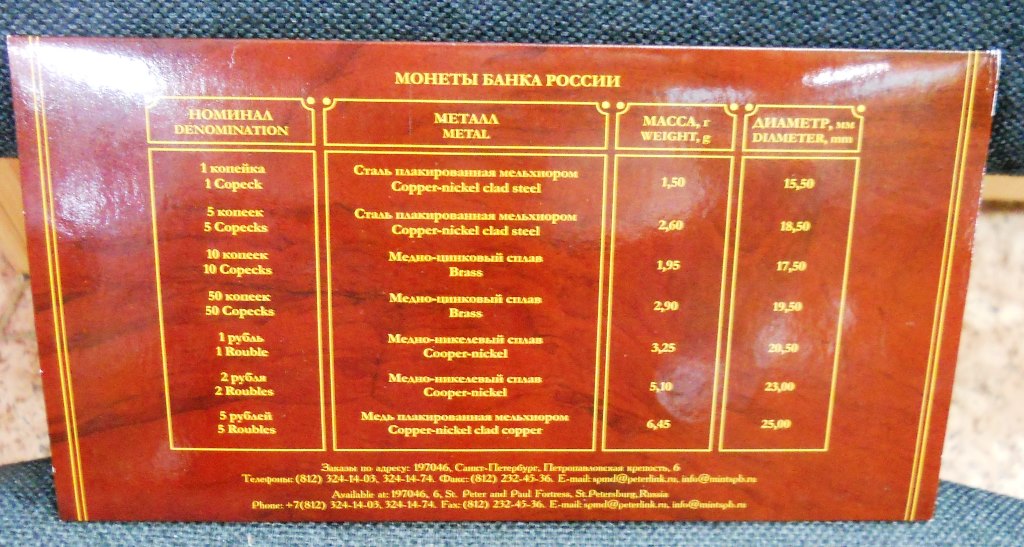 МОНЕТЫ БАНКА РОССИИ
НОМИНАЛ МЕТАЛЛ МАССА, г ДИАМЕТР, мм
DENOMINATION METAL WEIGHT, g DIAMETER, mm
1 копейка Сталь плакированная мельхиором
1 Copeck Copper-nickel clad steel 1,50 15,50
5 копеек Сталь плакированная мельхиором
5 Copecks Copper-nickel clad steel 2,60 18,50
10 копеек Медно-цинковый сплав
10 Copecks Brass 1,95 17,50
50 копеек Медно-цинковый сплав
50 Copecks Brass 2,90 19,50
1 рубль Медно-никелевый сплав
1 Rouble Cooper-nickel 3,25 20,50
2 рубля Медно-никелевый сплав
2 Roubles Cooper-nickel 5,10 23,00
5 рублей Медь плакированная мельхиором
5 Roubles Copper-nickel clad copper 6,45 25,00
Заказы по адресу: 197046, Санкт-Петербург, Петропавловская крепость, 6
Телефоны: (812) 324-14-03, 324-14-74. Факс: (812) 232-45-36. E-mail: spmd@peterlink.ru, info@mintspb.ru
Available at: 197046, 6, St. Peter and Paul Fortress, St.Petersburg,Russia
Phone: +7(812) 324-14-03, 324-14-74. Fax: (812) 232-45-36. E-mail: spmd@peterlink.ru, info@mintspb.ru